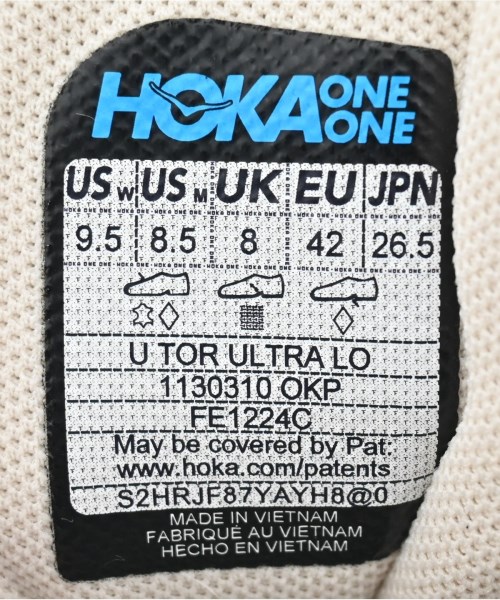 HOKA ONE ONE
US W US M UK EU JPN
9.5 8.5 8 42 26.5
U TOR ULTRA LO
1130310 OKP
FE1224C
May be covered by Pat.
www.hoka.com/patents
S2HRJF87YAYH8@0
MADE IN VIETNAM
FABRIQUÉ AU VIETNAM
HECHO EN VIETNAM